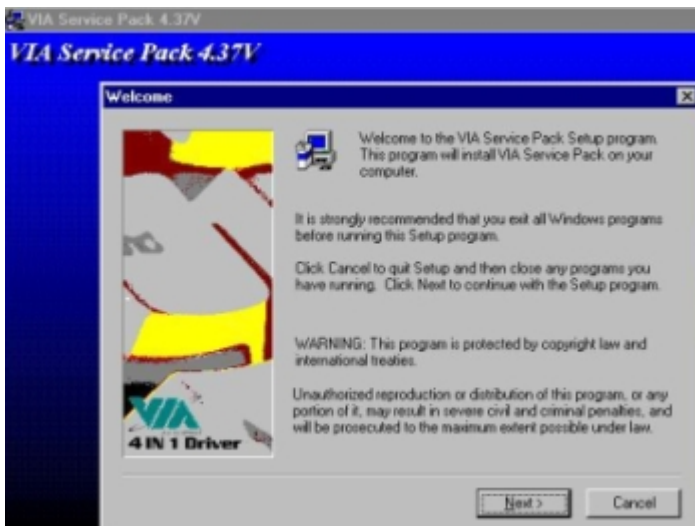 VIA Service Pack 4.37V
VIA Service Pack 4.37V
Welcome
Welcome to the VIA Service Pack Setup program.
This program will install VIA Service Pack on your
computer.
It is strongly recommended that you exit all Windows programs
before running this Setup program.
Click Cancel to quit Setup and then close any programs you
have running. Click Next to continue with the Setup program.
WARNING: This program is protected by copyright law and
international treaties.
Unauthorized reproduction or distribution of this program, or any
portion of it, may result in severe civil and criminal penalties, and
will be prosecuted to the maximum extent possible under law.
VIA
4 IN 1 Driver
Next >
Cancel